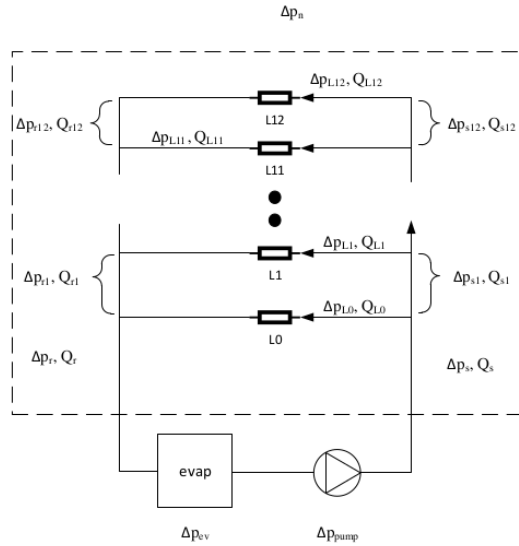 Δpn
ΔpL12, QL12
Δpr12, Qr12
Δps12, Qs12
L12
ΔpL11, QL11
L11
ΔpL1, QL1
Δpr1, Qr1
Δps1, Qs1
L1
ΔpL0, QL0
L0
Δpr, Qr
Δps, Qs
evap
Δpev
Δppump